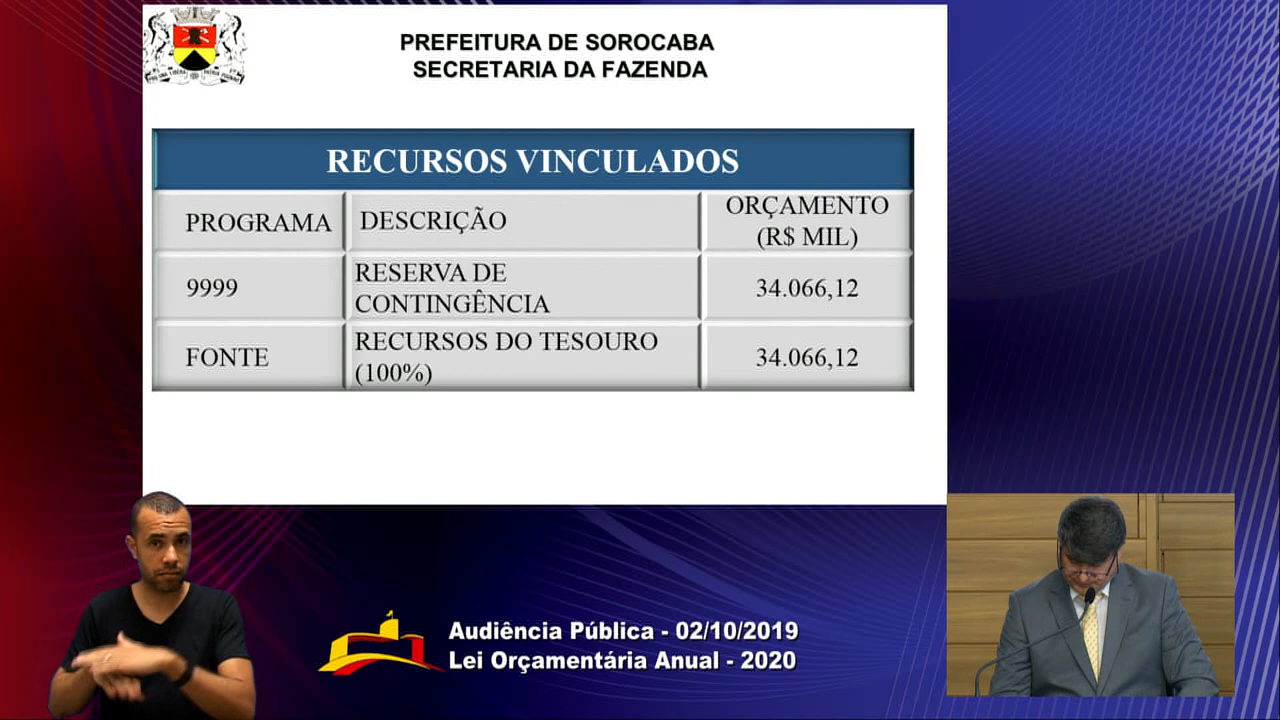 PREFEITURA DE SOROCABA
SECRETARIA DA FAZENDA
RECURSOS VINCULADOS
PROGRAMA
DESCRIÇÃO
ORÇAMENTO
(R$ MIL)
9999
RESERVA DE
CONTINGÊNCIA
34.066,12
FONTE
RECURSOS DO TESOURO
(100%)
34.066,12
Audiência Pública - 02/10/2019
Lei Orçamentária Anual - 2020